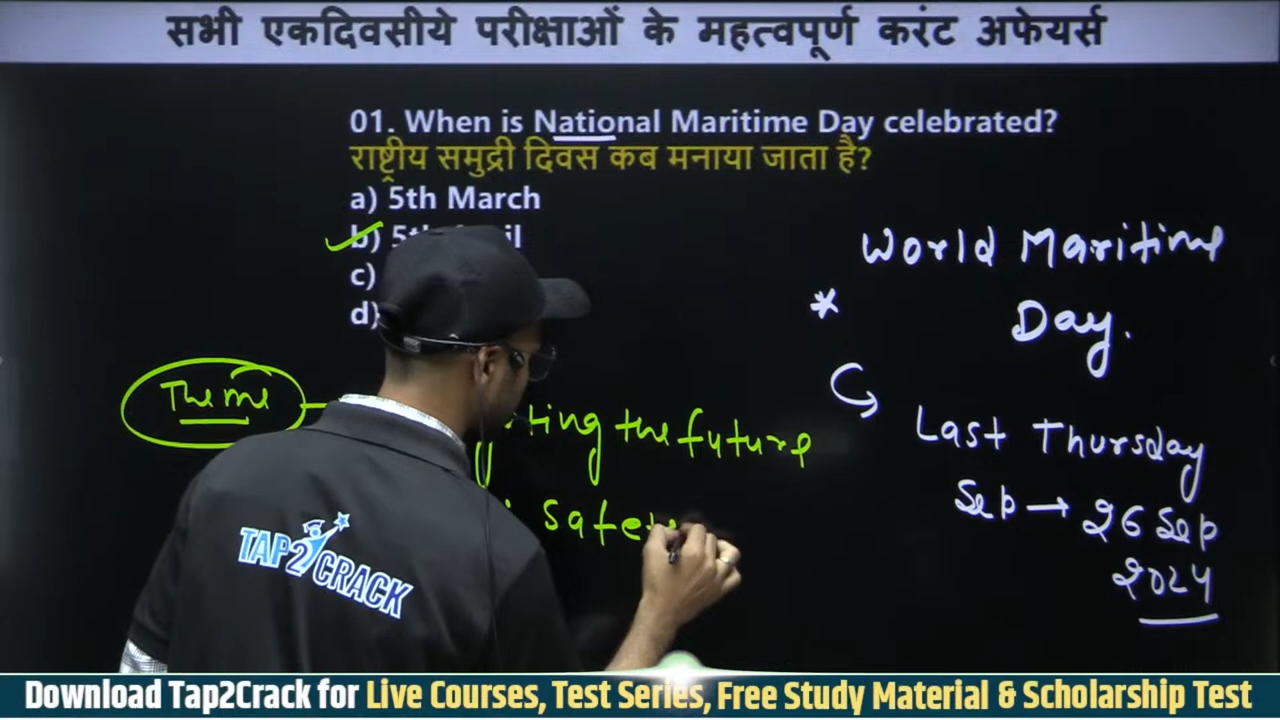 सभी एकदिवसीये परीक्षाओं के महत्वपूर्ण करंट अफेयर्स
01. When is National Maritime Day celebrated?
राष्ट्रीय समुद्री दिवस कब मनाया जाता है?
a) 5th March
b)
c)
d)
World Maritime
* Day.
Last Thursday
Sep → 26 Sep
2024
Theme
the future
safety
TAP2CRACK
Download Tap2Crack for Live Courses, Test Series, Free Study Material & Scholarship Test